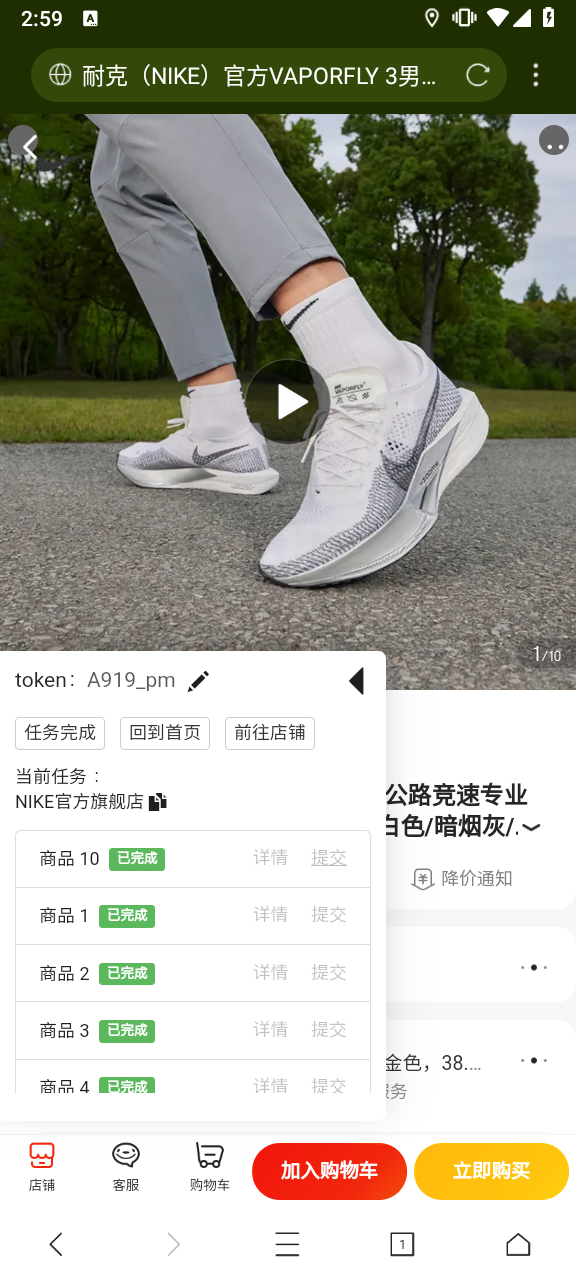 2:59
A
耐克（NIKE）官方VAPORFLY 3男...
VAPORFLY
1/10
token： A919_pm
任务完成 回到首页 前往店铺
当前任务：
NIKE官方旗舰店
公路竞速专业
白色/暗烟灰/.
降价通知
商品 10 已完成 详情 提交
商品 1 已完成 详情 提交
商品 2 已完成 详情 提交
商品 3 已完成 详情 提交
金色，38....
服务
商品 4 已完成 详情 提交
店铺 客服 购物车 加入购物车 立即购买
1